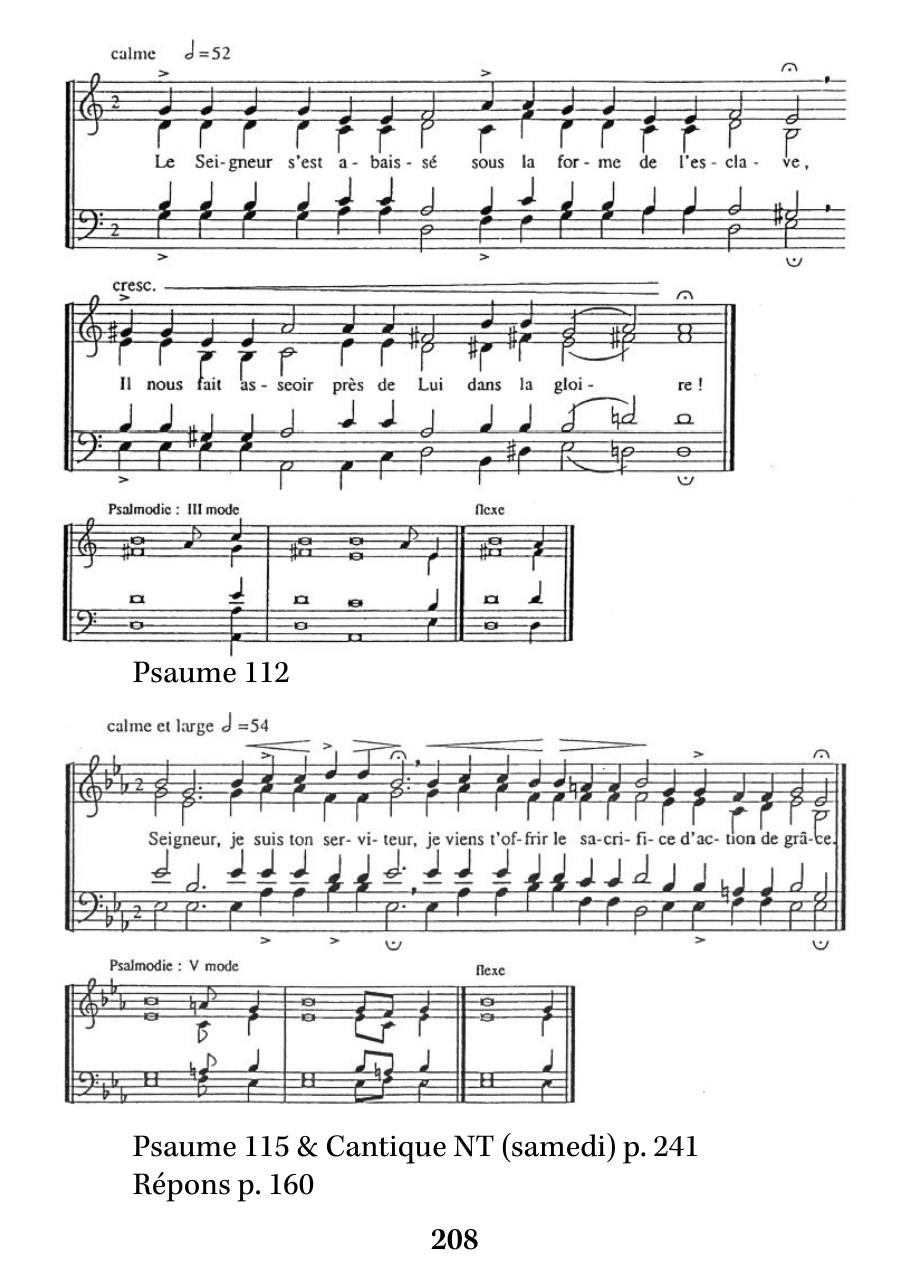 calme 𝅗𝅥 =52
Le Sei- gneur s'est a - bais - sé sous la for - me de l'es - cla - ve,
cresc.
Il nous fait as - seoir près de Lui dans la gloi - re !
Psalmodie : III mode flexe
Psaume 112
calme et large 𝅗𝅥 =54
Seigneur, je suis ton ser- vi- teur, je viens t'of-frir le sa-cri- fi- ce d'ac- tion de grâ-ce.
Psalmodie : V mode flexe
Psaume 115 & Cantique NT (samedi) p. 241
Répons p. 160
208